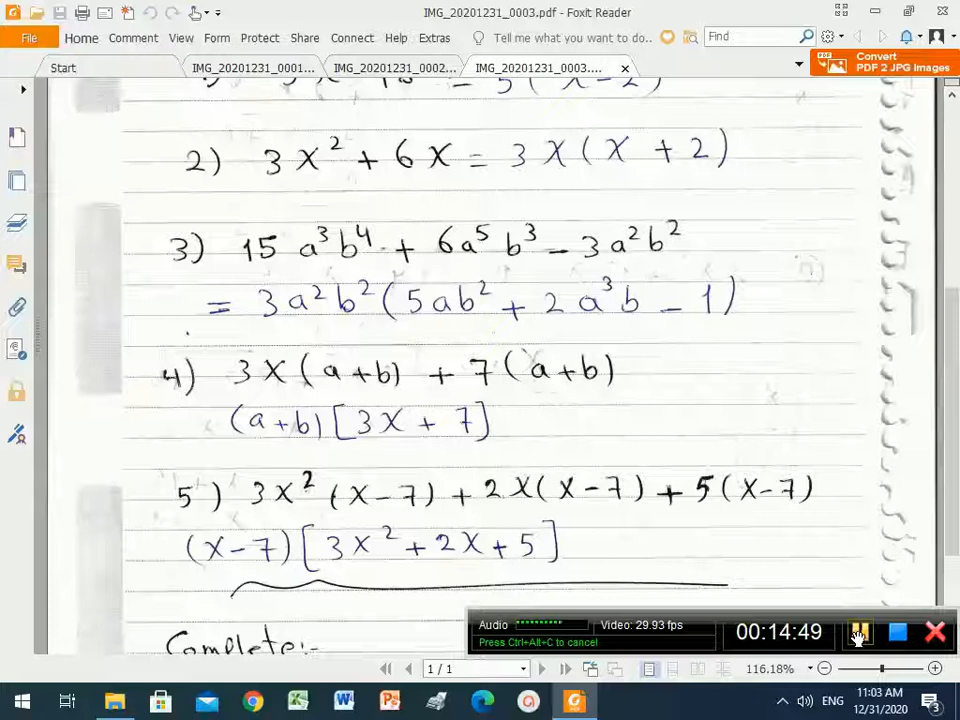 IMG_20201231_0003.pdf - Foxit Reader
File Home Comment View Form Protect Share Connect Help Extras Tell me what you want to do... Find
Start IMG_20201231_0001... IMG_20201231_0002... IMG_20201231_0003....
Convert
PDF 2 JPG Images
= 5(x-2)
2) 3x² + 6x = 3x(x + 2)
3) 15 a³b⁴ + 6a⁵b³ - 3a²b²
= 3a²b²(5ab² + 2a³b - 1)
4) 3x(a+b) + 7(a+b)
(a+b)[3x + 7]
5) 3x²(x-7) + 2x(x-7) + 5(x-7)
(x-7)[3x² + 2x + 5]
Complete:-
Audio Video: 29.93 fps
Press Ctrl+Alt+C to cancel
00:14:49
1 / 1 116.18%
ENG 11:03 AM
12/31/2020 3